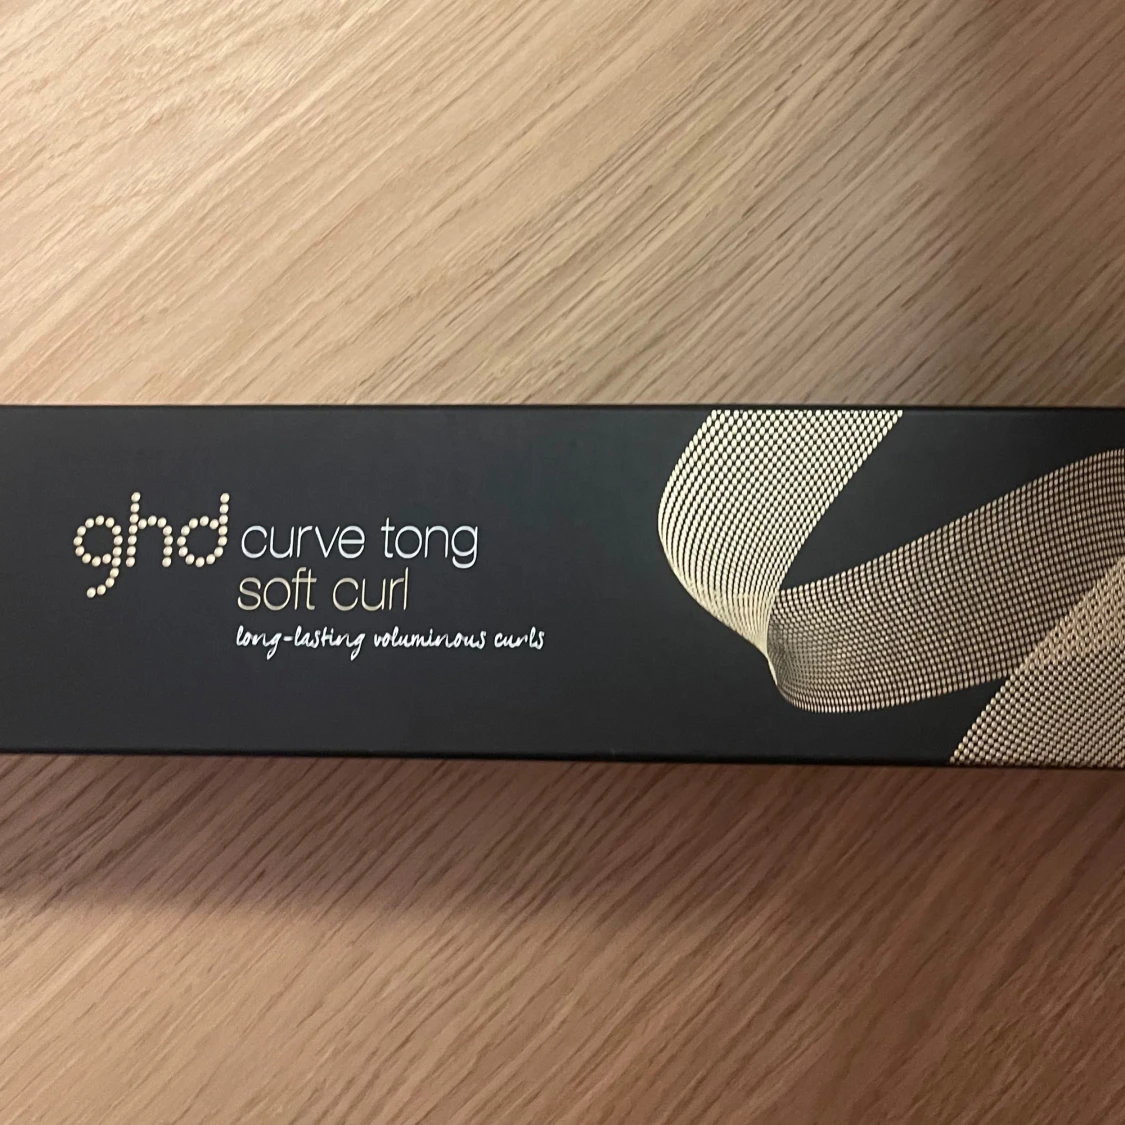 ghd curve tong
soft curl
long-lasting voluminous curls